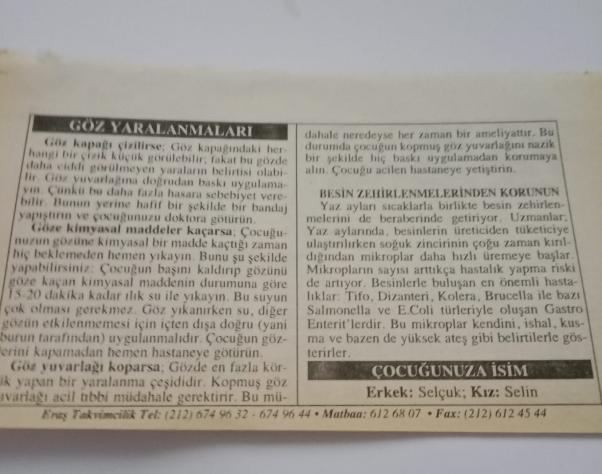 GÖZ YARALANMALARI
Göz kapağı çizilirse; Göz kapağındaki her-
hangi bir çizik küçük görülebilir; fakat bu gözde
daha ciddi görülmeyen yaraların belirtisi olabi-
lir. Göz yuvarlığına doğrudan baskı uygulama-
yın. Çünkü bu daha fazla hasara sebebiyet vere-
bilir. Bunun yerine hafif bir şekilde bir bandaj
yapıştırın ve çocuğunuzu doktora götürün.
Göze kimyasal maddeler kaçarsa; Çocuğu-
nuzun gözüne kimyasal bir madde kaçtığı zaman
hiç beklemeden hemen yıkayın. Bunu şu şekilde
yapabilirsiniz: Çocuğun başını kaldırıp gözünü
göze kaçan kimyasal maddenin durumuna göre
15-20 dakika kadar ılık su ile yıkayın. Bu suyun
çok olması gerekmez. Göz yıkanırken su, diğer
gözün etkilenmemesi için içten dışa doğru (yani
burun tarafından) uygulanmalıdır. Çocuğun göz-
lerini kapamadan hemen hastaneye götürün.
Göz yuvarlağı koparsa; Gözde en fazla kör-
lük yapan bir yaralanma çeşididir. Kopmuş göz
yuvarlağı acil tıbbi müdahale gerektirir. Bu mü-
dahale neredeyse her zaman bir ameliyattır. Bu
durumda çocuğun kopmuş göz yuvarlağını nazik
bir şekilde hiç baskı uygulamadan korumaya
alın. Çocuğu acilen hastaneye yetiştirin.
BESİN ZEHİRLENMELERİNDEN KORUNUN
Yaz ayları sıcaklarla birlikte besin zehirlen-
melerini de beraberinde getiriyor. Uzmanlar;
Yaz aylarında, besinlerin üreticiden tüketiciye
ulaştırılırken soğuk zincirinin çoğu zaman kırıl-
dığından mikroplar daha hızlı üremeye başlar.
Mikropların sayısı arttıkça hastalık yapma riski
de artıyor. Besinlerle buluşan en önemli hasta-
lıklar: Tifo, Dizanteri, Kolera, Brucella ile bazı
Salmonella ve E.Coli türleriyle oluşan Gastro
Enterit'lerdir. Bu mikroplar kendini, ishal, kus-
ma ve bazen de yüksek ateş gibi belirtilerle gös-
terirler.
ÇOCUĞUNUZA İSİM
Erkek: Selçuk; Kız: Selin
Eraş Takvimcilik Tel: (212) 674 96 32 - 674 96 44 • Matbaa: 612 68 07 • Fax: (212) 612 45 44